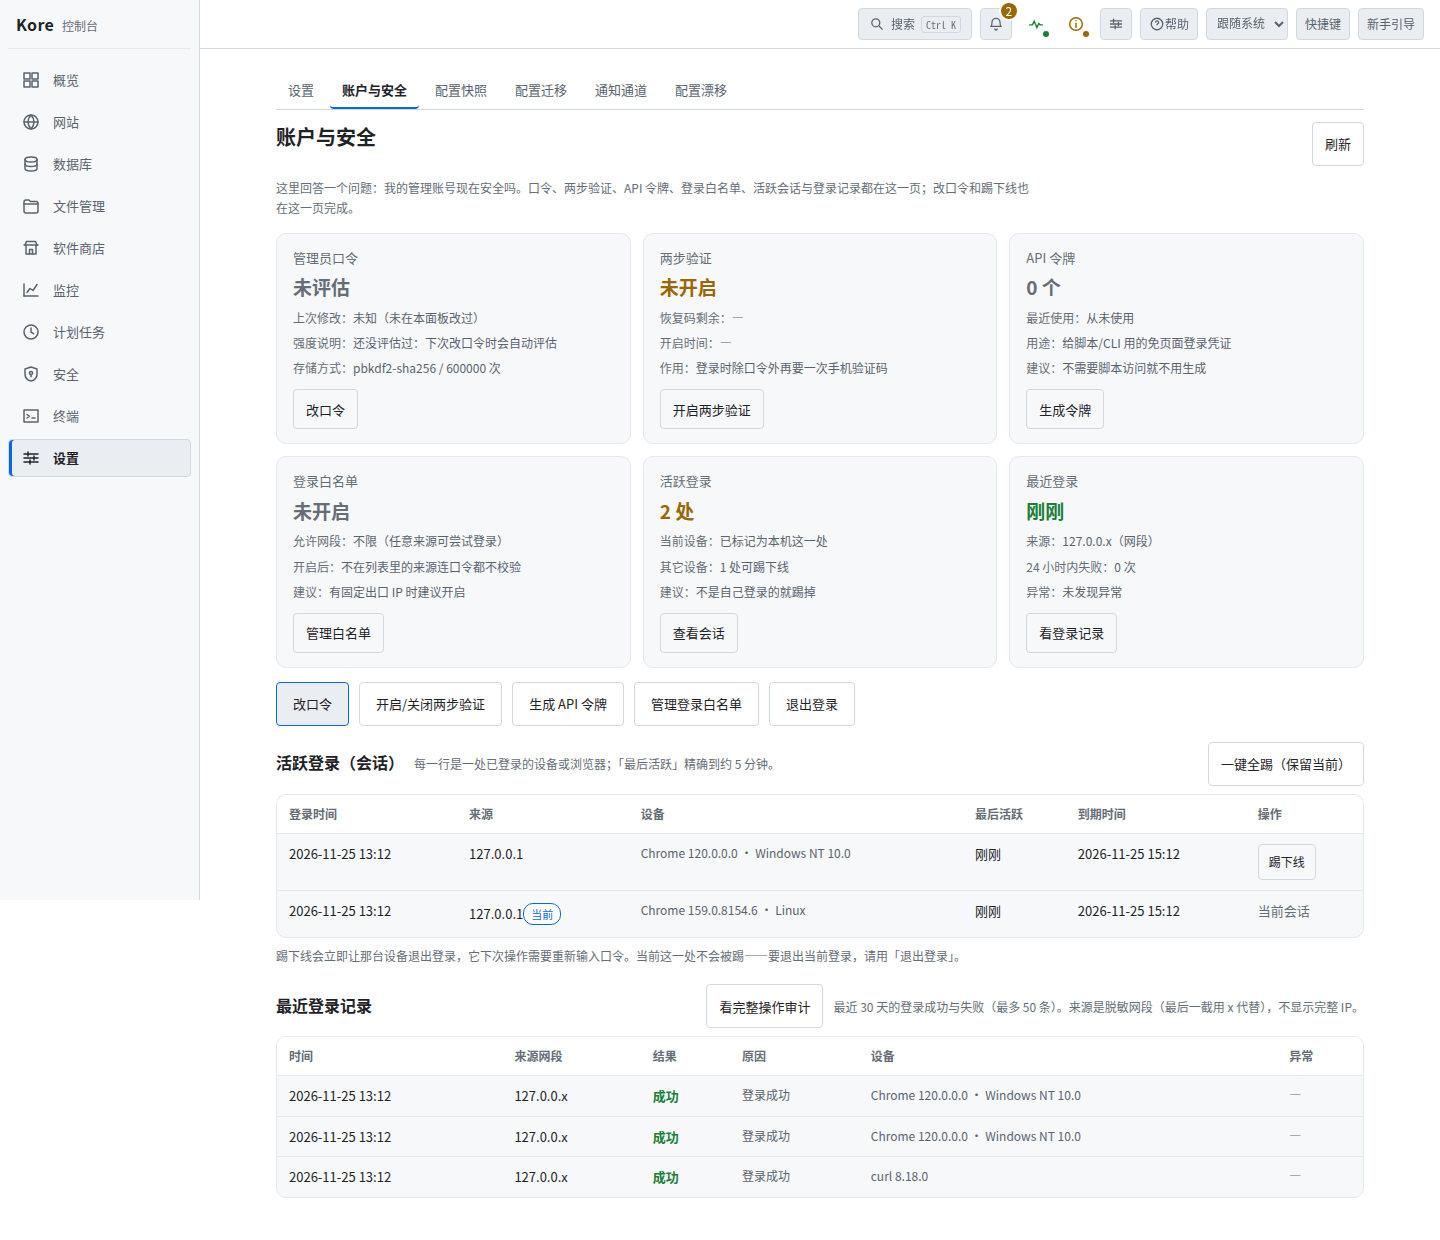 Kore 控制台
搜索 Ctrl K
2
帮助
跟随系统
快捷键
新手引导
概览
网站
数据库
文件管理
软件商店
监控
计划任务
安全
终端
设置
设置 账户与安全 配置快照 配置迁移 通知通道 配置漂移
账户与安全
刷新
这里回答一个问题：我的管理账号现在安全吗。口令、两步验证、API 令牌、登录白名单、活跃会话与登录记录都在这一页；改口令和踢下线也
在这一页完成。
管理员口令
未评估
上次修改：未知（未在本面板改过）
强度说明：还没评估过：下次改口令时会自动评估
存储方式：pbkdf2-sha256 / 600000 次
改口令
两步验证
未开启
恢复码剩余：—
开启时间：—
作用：登录时除口令外再要一次手机验证码
开启两步验证
API 令牌
0 个
最近使用：从未使用
用途：给脚本/CLI 用的免页面登录凭证
建议：不需要脚本访问就不用生成
生成令牌
登录白名单
未开启
允许网段：不限（任意来源可尝试登录）
开启后：不在列表里的来源连口令都不校验
建议：有固定出口 IP 时建议开启
管理白名单
活跃登录
2 处
当前设备：已标记为本机这一处
其它设备：1 处可踢下线
建议：不是自己登录的就踢掉
查看会话
最近登录
刚刚
来源：127.0.0.x（网段）
24 小时内失败：0 次
异常：未发现异常
看登录记录
改口令 开启/关闭两步验证 生成 API 令牌 管理登录白名单 退出登录
活跃登录（会话） 每一行是一处已登录的设备或浏览器；「最后活跃」精确到约 5 分钟。
一键全踢（保留当前）
登录时间 来源 设备 最后活跃 到期时间 操作
2026-11-25 13:12 127.0.0.1 Chrome 120.0.0.0 · Windows NT 10.0 刚刚 2026-11-25 15:12 踢下线
2026-11-25 13:12 127.0.0.1 当前 Chrome 159.0.8154.6 · Linux 刚刚 2026-11-25 15:12 当前会话
踢下线会立即让那台设备退出登录，它下次操作需要重新输入口令。当前这一处不会被踢——要退出当前登录，请用「退出登录」。
最近登录记录
看完整操作审计
最近 30 天的登录成功与失败（最多 50 条）。来源是脱敏网段（最后一截用 x 代替），不显示完整 IP。
时间 来源网段 结果 原因 设备 异常
2026-11-25 13:12 127.0.0.x 成功 登录成功 Chrome 120.0.0.0 · Windows NT 10.0 —
2026-11-25 13:12 127.0.0.x 成功 登录成功 Chrome 120.0.0.0 · Windows NT 10.0 —
2026-11-25 13:12 127.0.0.x 成功 登录成功 curl 8.18.0 —